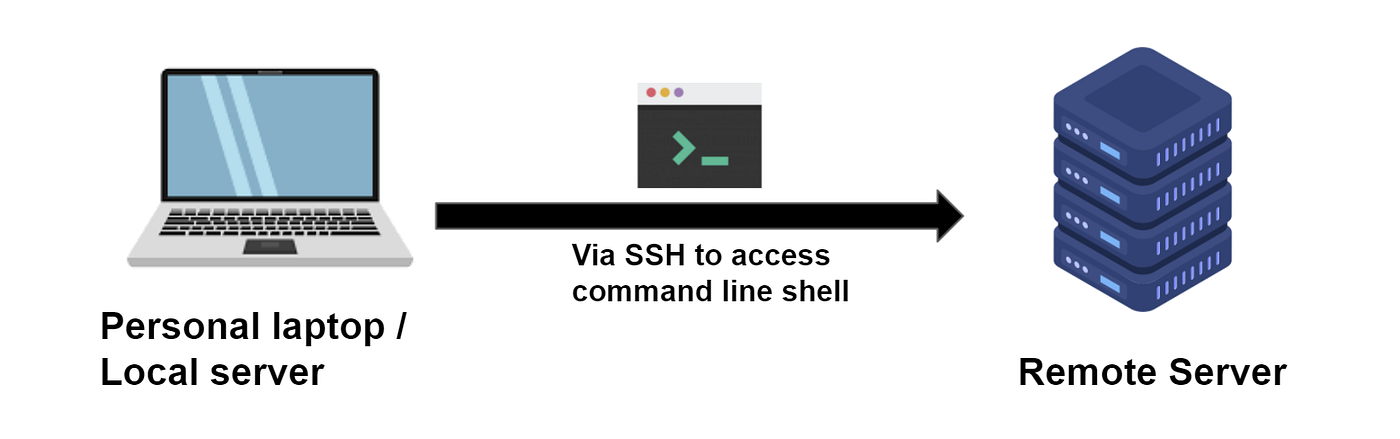 Via SSH to access
command line shell
Personal laptop /
Local server
Remote Server